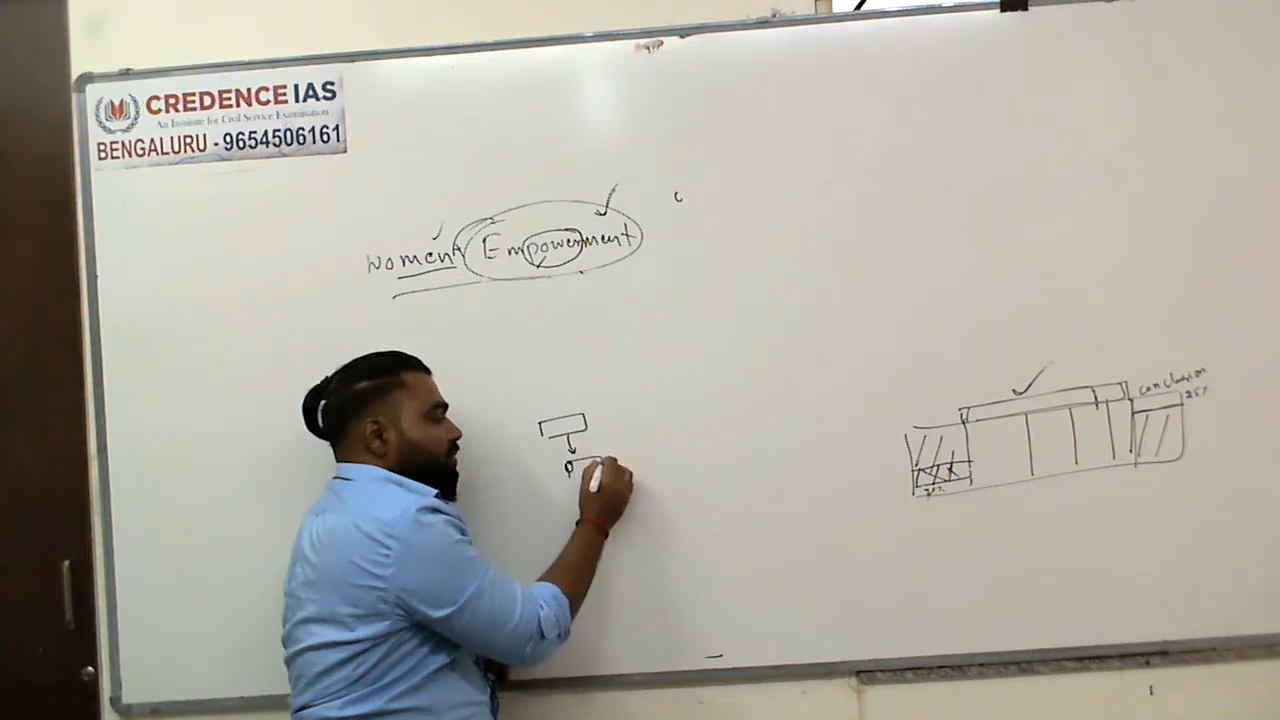 CREDENCE IAS
An Institute for Civil Service Examination
BENGALURU - 9654506161
women Empowerment
conclusion
25%